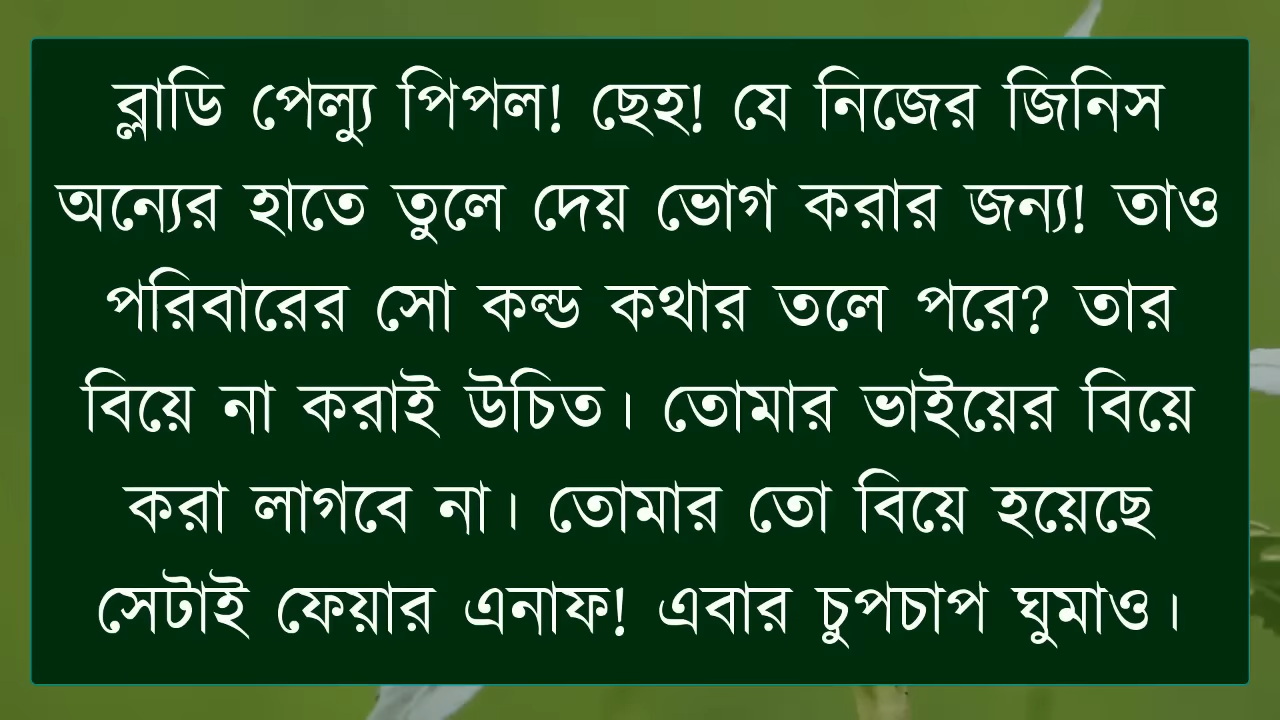 ব্লাডি পেল্যু পিপল! ছেহ! যে নিজের জিনিস
অন্যের হাতে তুলে দেয় ভোগ করার জন্য! তাও
পরিবারের সো কল্ড কথার তলে পরে? তার
বিয়ে না করাই উচিত। তোমার ভাইয়ের বিয়ে
করা লাগবে না। তোমার তো বিয়ে হয়েছে
সেটাই ফেয়ার এনাফ! এবার চুপচাপ ঘুমাও।